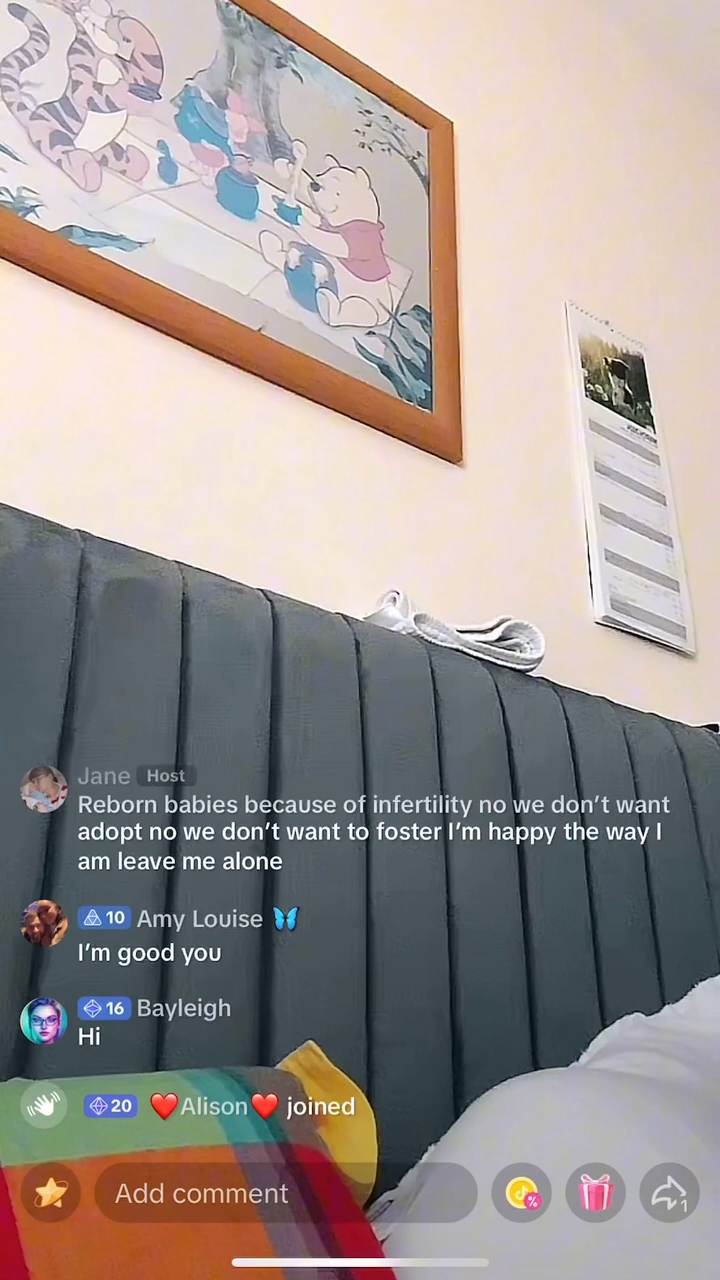 Jane Host
Reborn babies because of infertility no we don't want
adopt no we don't want to foster I'm happy the way I
am leave me alone
10 Amy Louise 🦋
I'm good you
16 Bayleigh
Hi
20 ❤️Alison❤️ joined
Add comment
1